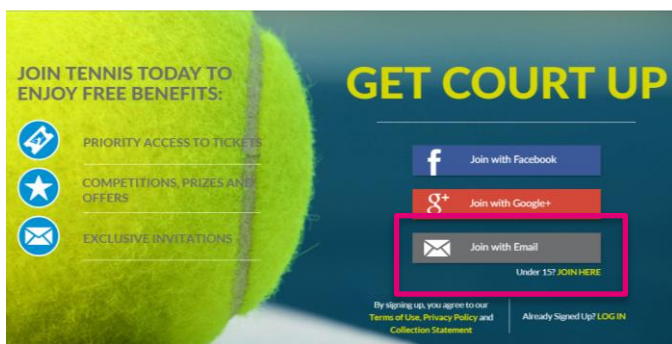 JOIN TENNIS TODAY TO
ENJOY FREE BENEFITS:
PRIORITY ACCESS TO TICKETS
COMPETITIONS, PRIZES AND
OFFERS
EXCLUSIVE INVITATIONS
GET COURT UP
f Join with Facebook
g+ Join with Google+
Join with Email
Under 15? JOIN HERE
By signing up, you agree to our
Terms of Use, Privacy Policy and
Collection Statement
Already Signed Up? LOG IN